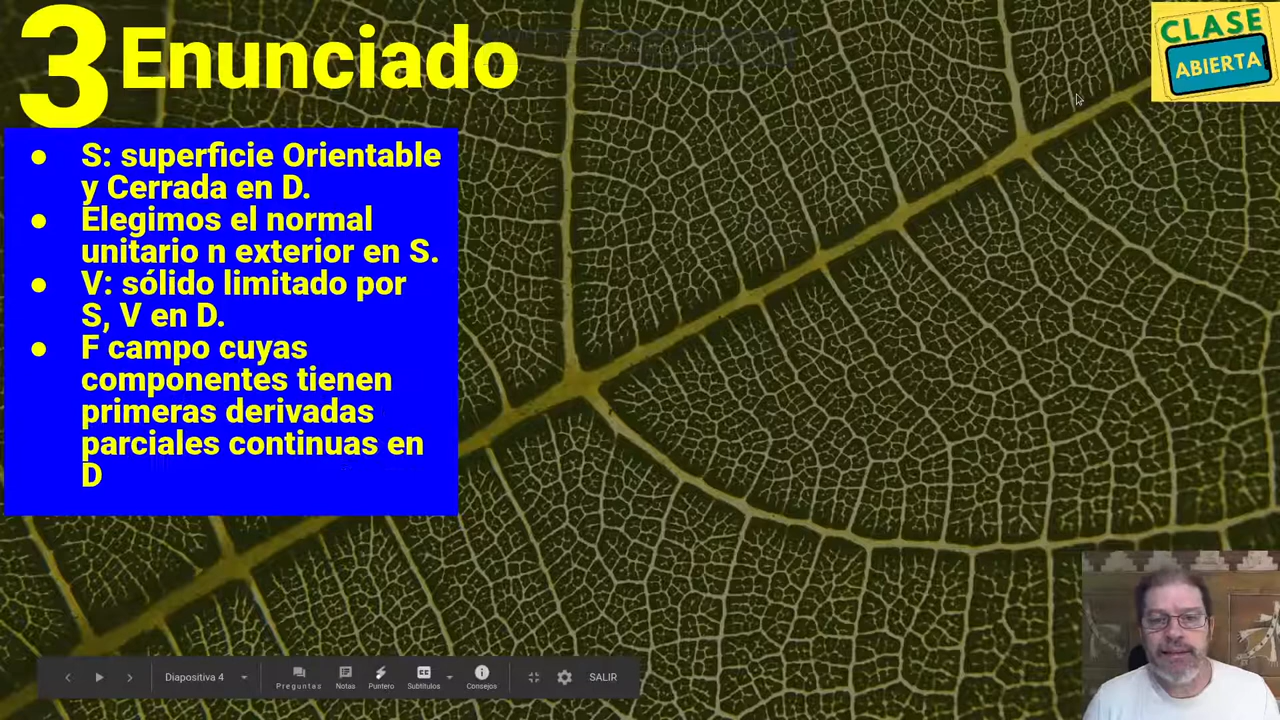 3 Enunciado
CLASE
ABIERTA
● S: superficie Orientable
y Cerrada en D.
● Elegimos el normal
unitario n exterior en S.
● V: sólido limitado por
S, V en D.
● F campo cuyas
componentes tienen
primeras derivadas
parciales continuas en
D
Diapositiva 4
Preguntas
Notas
Puntero
CC
Subtítulos
Consejos
SALIR